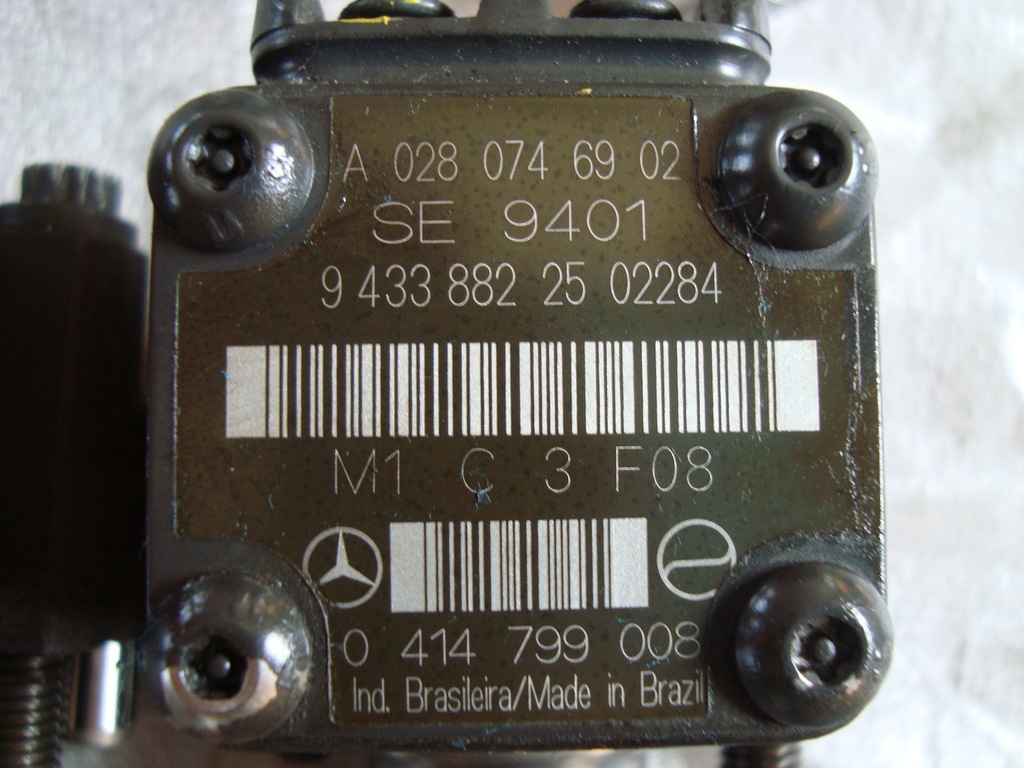 A 028 074 69 02
SE 9401
9 433 882 25 02284
M1 C 3 F08
0 414 799 008
Ind. Brasileira/Made in Brazil